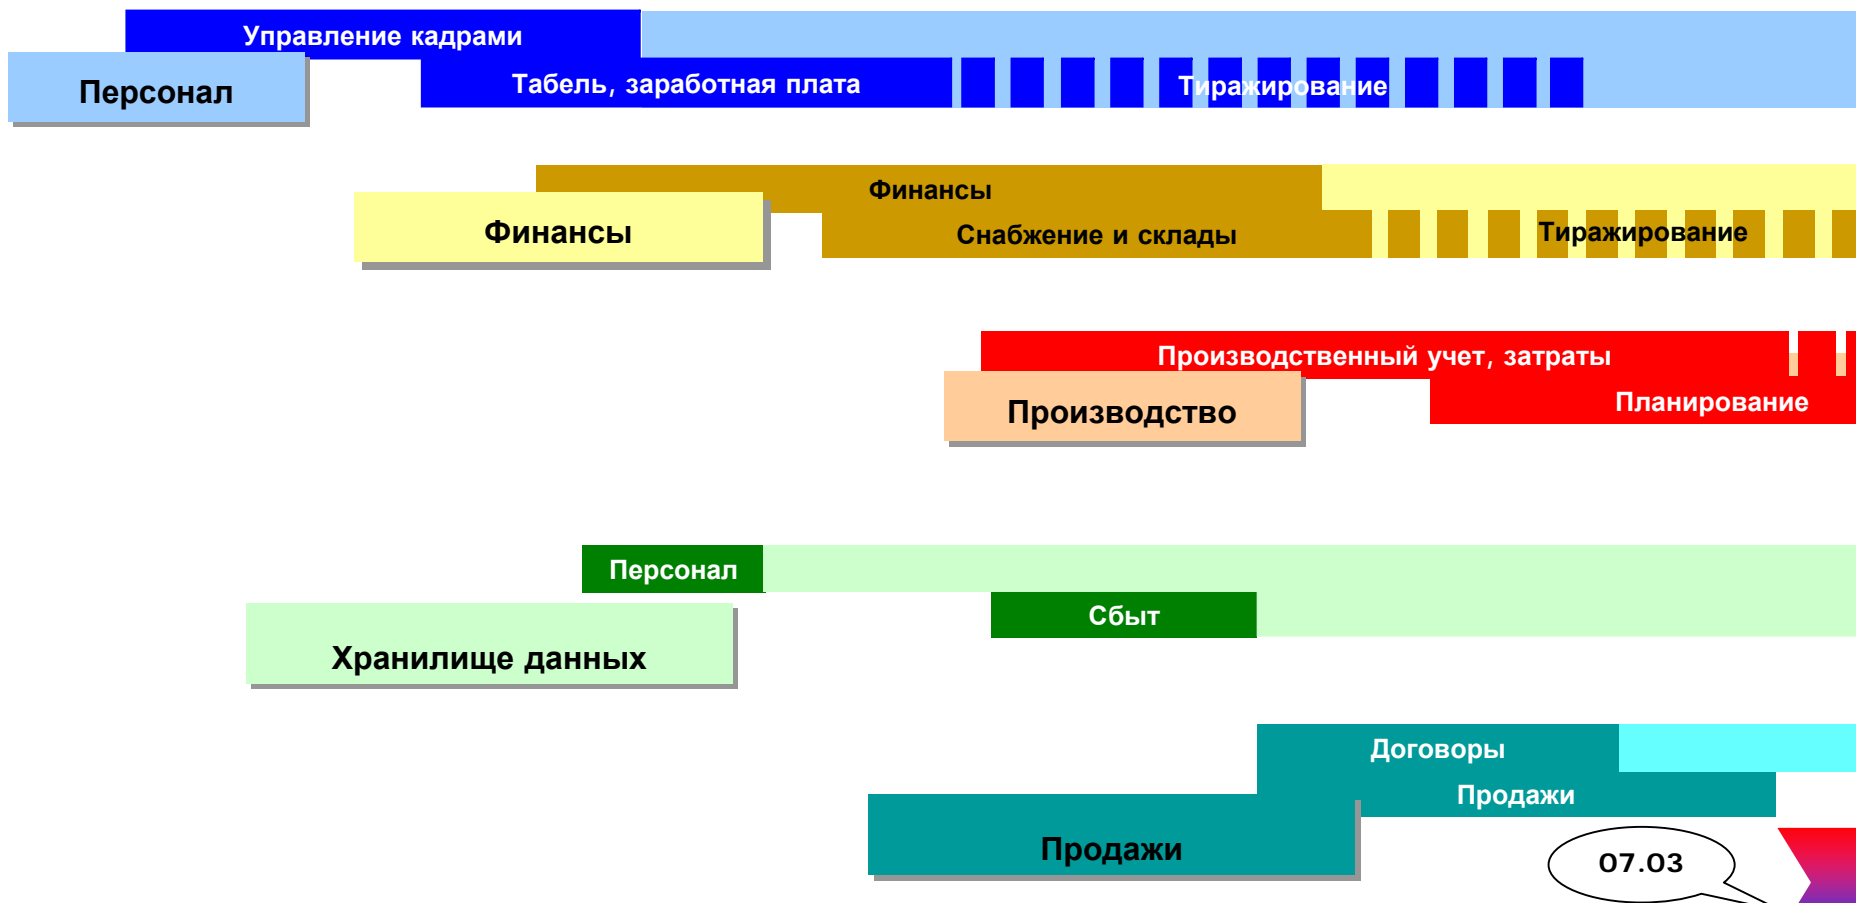 Управление кадрами
Персонал
Табель, заработная плата
Тиражирование
Финансы
Финансы
Снабжение и склады
Тиражирование
Производственный учет, затраты
Производство
Планирование
Персонал
Сбыт
Хранилище данных
Договоры
Продажи
Продажи
07.03